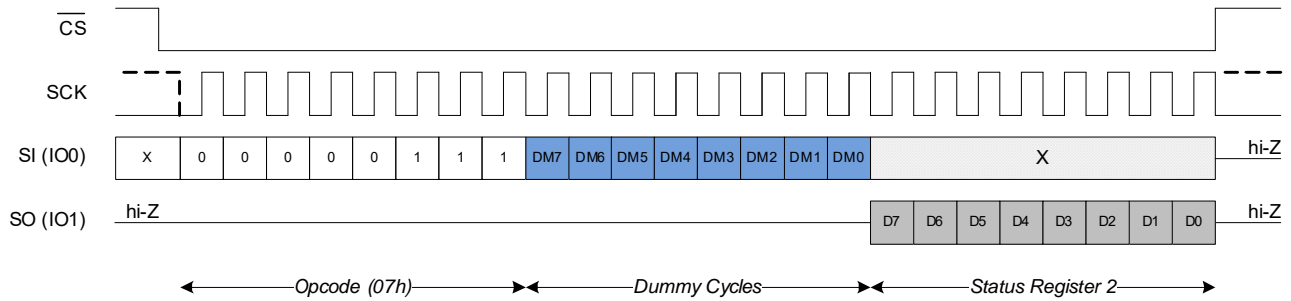 CS
SCK
SI (IO0) X 0 0 0 0 0 1 1 1 DM7 DM6 DM5 DM4 DM3 DM2 DM1 DM0 X hi-Z
SO (IO1) hi-Z D7 D6 D5 D4 D3 D2 D1 D0 hi-Z
Opcode (07h) Dummy Cycles Status Register 2